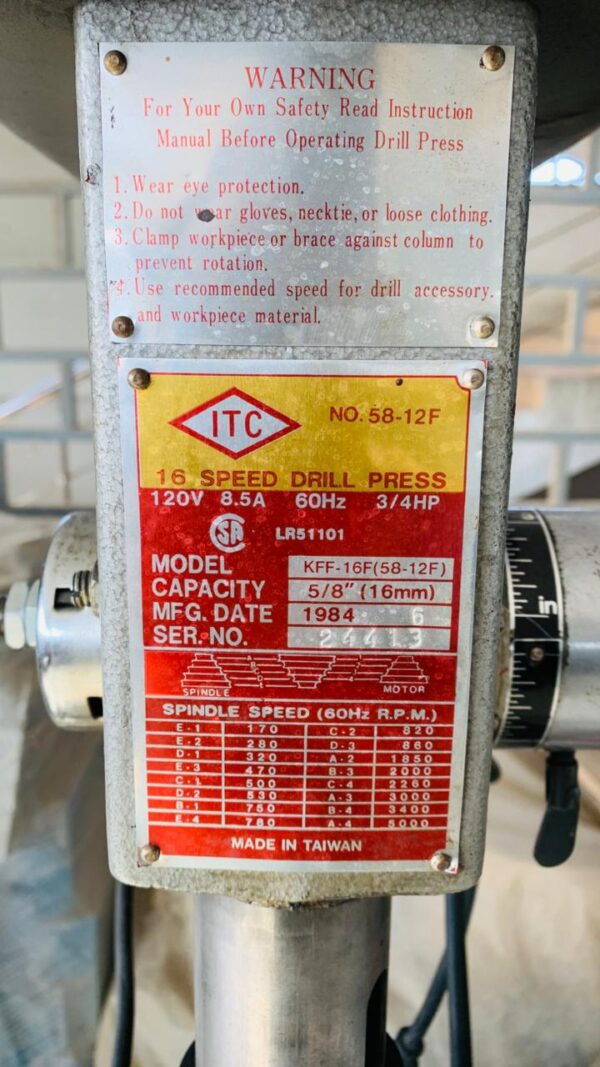 WARNING
For Your Own Safety Read Instruction
Manual Before Operating Drill Press
1. Wear eye protection.
2. Do not wear gloves, necktie, or loose clothing.
3. Clamp workpiece or brace against column to
prevent rotation.
4. Use recommended speed for drill accessory.
and workpiece material.
ITC
NO. 58-12F
16 SPEED DRILL PRESS
120V 8.5A 60Hz 3/4HP
LR51101
MODEL KFF-16F(58-12F)
CAPACITY 5/8" (16mm)
MFG. DATE 1984 6
SER. NO. 24413
SPINDLE MOTOR
SPINDLE SPEED (60Hz R.P.M.)
E-1 170 C-2 820
E-2 280 D-3 860
D-1 320 A-2 1850
E-3 470 B-3 2000
C-1 500 C-4 2260
D-2 530 A-3 3000
B-1 750 B-4 3400
E-4 780 A-4 5000
MADE IN TAIWAN
in